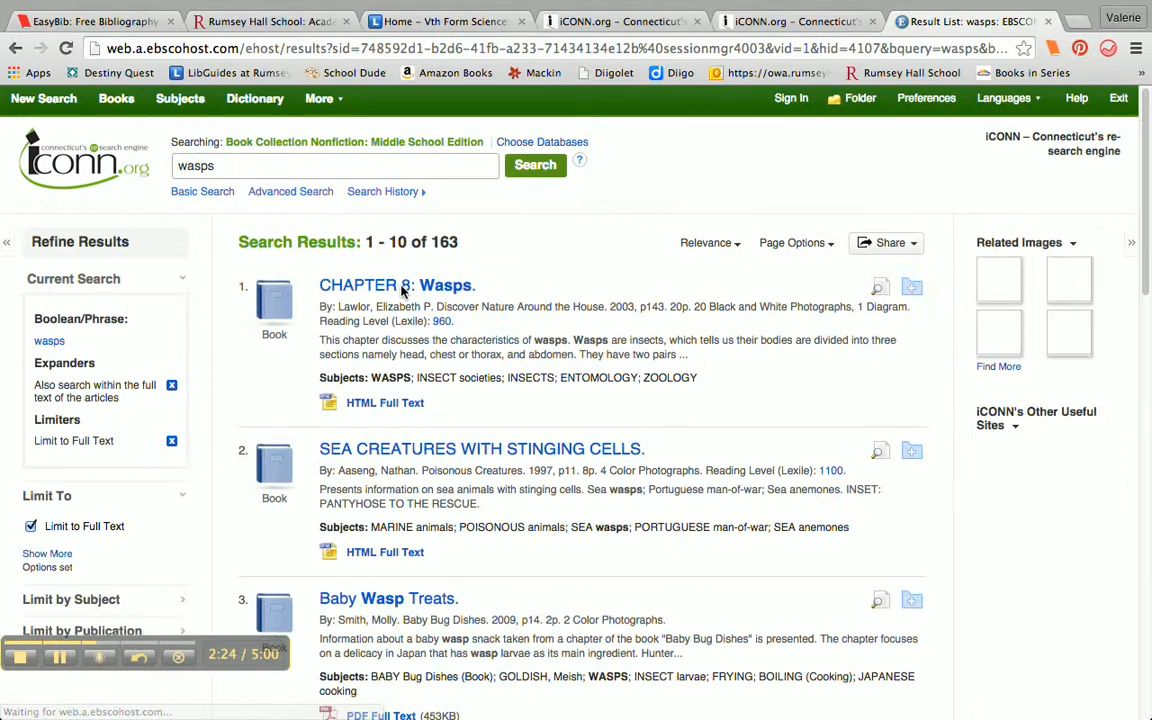 EasyBib: Free Bibliography
Rumsey Hall School: Acade
Home – Vth Form Science
iCONN.org – Connecticut's
iCONN.org – Connecticut's
Result List: wasps: EBSCO
Valerie
web.a.ebscohost.com/ehost/results?sid=748592d1-b2d6-41fb-a233-71434134e12b%40sessionmgr4003&vid=1&hid=4107&bquery=wasps&b...
Apps
Destiny Quest
LibGuides at Rumsey
School Dude
Amazon Books
Mackin
Diigolet
Diigo
https://owa.rumsey
Rumsey Hall School
Books in Series
»
New Search Books Subjects Dictionary More
Sign In Folder Preferences Languages Help Exit
connecticut's search engine
iconn.org
Searching: Book Collection Nonfiction: Middle School Edition Choose Databases
wasps
Search
?
Basic Search Advanced Search Search History
iCONN – Connecticut's re-
search engine
«
Refine Results
Current Search
Boolean/Phrase:
wasps
Expanders
Also search within the full
text of the articles
Limiters
Limit to Full Text
Limit To
Limit to Full Text
Show More
Options set
Limit by Subject
Limit by Publication
2:24 / 5:00
Waiting for web.a.ebscohost.com...
Search Results: 1 - 10 of 163
Relevance Page Options Share
1.
Book
CHAPTER 8: Wasps.
By: Lawlor, Elizabeth P. Discover Nature Around the House. 2003, p143. 20p. 20 Black and White Photographs, 1 Diagram.
Reading Level (Lexile): 960.
This chapter discusses the characteristics of wasps. Wasps are insects, which tells us their bodies are divided into three
sections namely head, chest or thorax, and abdomen. They have two pairs ...
Subjects: WASPS; INSECT societies; INSECTS; ENTOMOLOGY; ZOOLOGY
HTML Full Text
2.
Book
SEA CREATURES WITH STINGING CELLS.
By: Aaseng, Nathan. Poisonous Creatures. 1997, p11. 8p. 4 Color Photographs. Reading Level (Lexile): 1100.
Presents information on sea animals with stinging cells. Sea wasps; Portuguese man-of-war; Sea anemones. INSET:
PANTYHOSE TO THE RESCUE.
Subjects: MARINE animals; POISONOUS animals; SEA wasps; PORTUGUESE man-of-war; SEA anemones
HTML Full Text
3.
Book
Baby Wasp Treats.
By: Smith, Molly. Baby Bug Dishes. 2009, p14. 2p. 2 Color Photographs.
Information about a baby wasp snack taken from a chapter of the book "Baby Bug Dishes" is presented. The chapter focuses
on a delicacy in Japan that has wasp larvae as its main ingredient. Hunter...
Subjects: BABY Bug Dishes (Book); GOLDISH, Meish; WASPS; INSECT larvae; FRYING; BOILING (Cooking); JAPANESE
cooking
PDF Full Text (453KB)
Related Images
»
Find More
iCONN's Other Useful
Sites